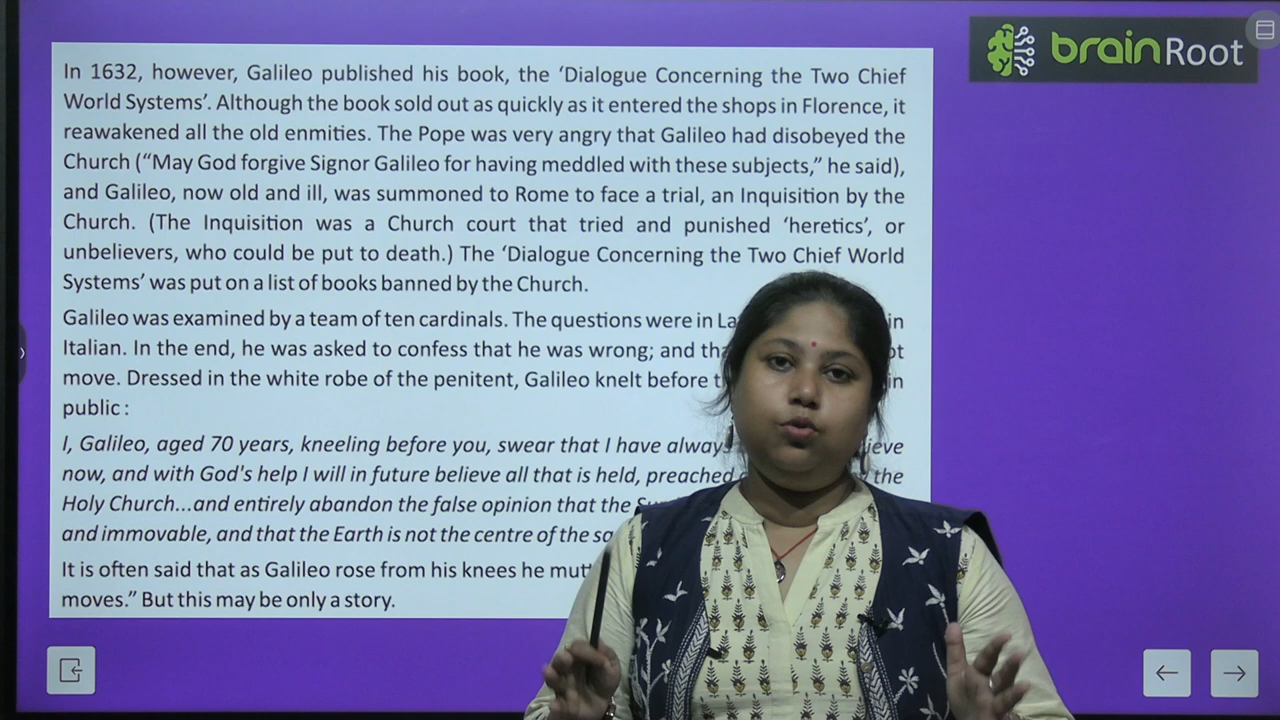 brainRoot
In 1632, however, Galileo published his book, the ‘Dialogue Concerning the Two Chief
World Systems’. Although the book sold out as quickly as it entered the shops in Florence, it
reawakened all the old enmities. The Pope was very angry that Galileo had disobeyed the
Church (“May God forgive Signor Galileo for having meddled with these subjects,” he said),
and Galileo, now old and ill, was summoned to Rome to face a trial, an Inquisition by the
Church. (The Inquisition was a Church court that tried and punished ‘heretics’, or
unbelievers, who could be put to death.) The ‘Dialogue Concerning the Two Chief World
Systems’ was put on a list of books banned by the Church.
Galileo was examined by a team of ten cardinals. The questions were in in
Italian. In the end, he was asked to confess that he was wrong; and
move. Dressed in the white robe of the penitent, Galileo knelt before in
public :
I, Galileo, aged 70 years, kneeling before you, swear that I have
now, and with God's help I will in future believe all that is held, preached the
Holy Church...and entirely abandon the false opinion that the
and immovable, and that the Earth is not the centre of the
It is often said that as Galileo rose from his knees he
moves.” But this may be only a story.